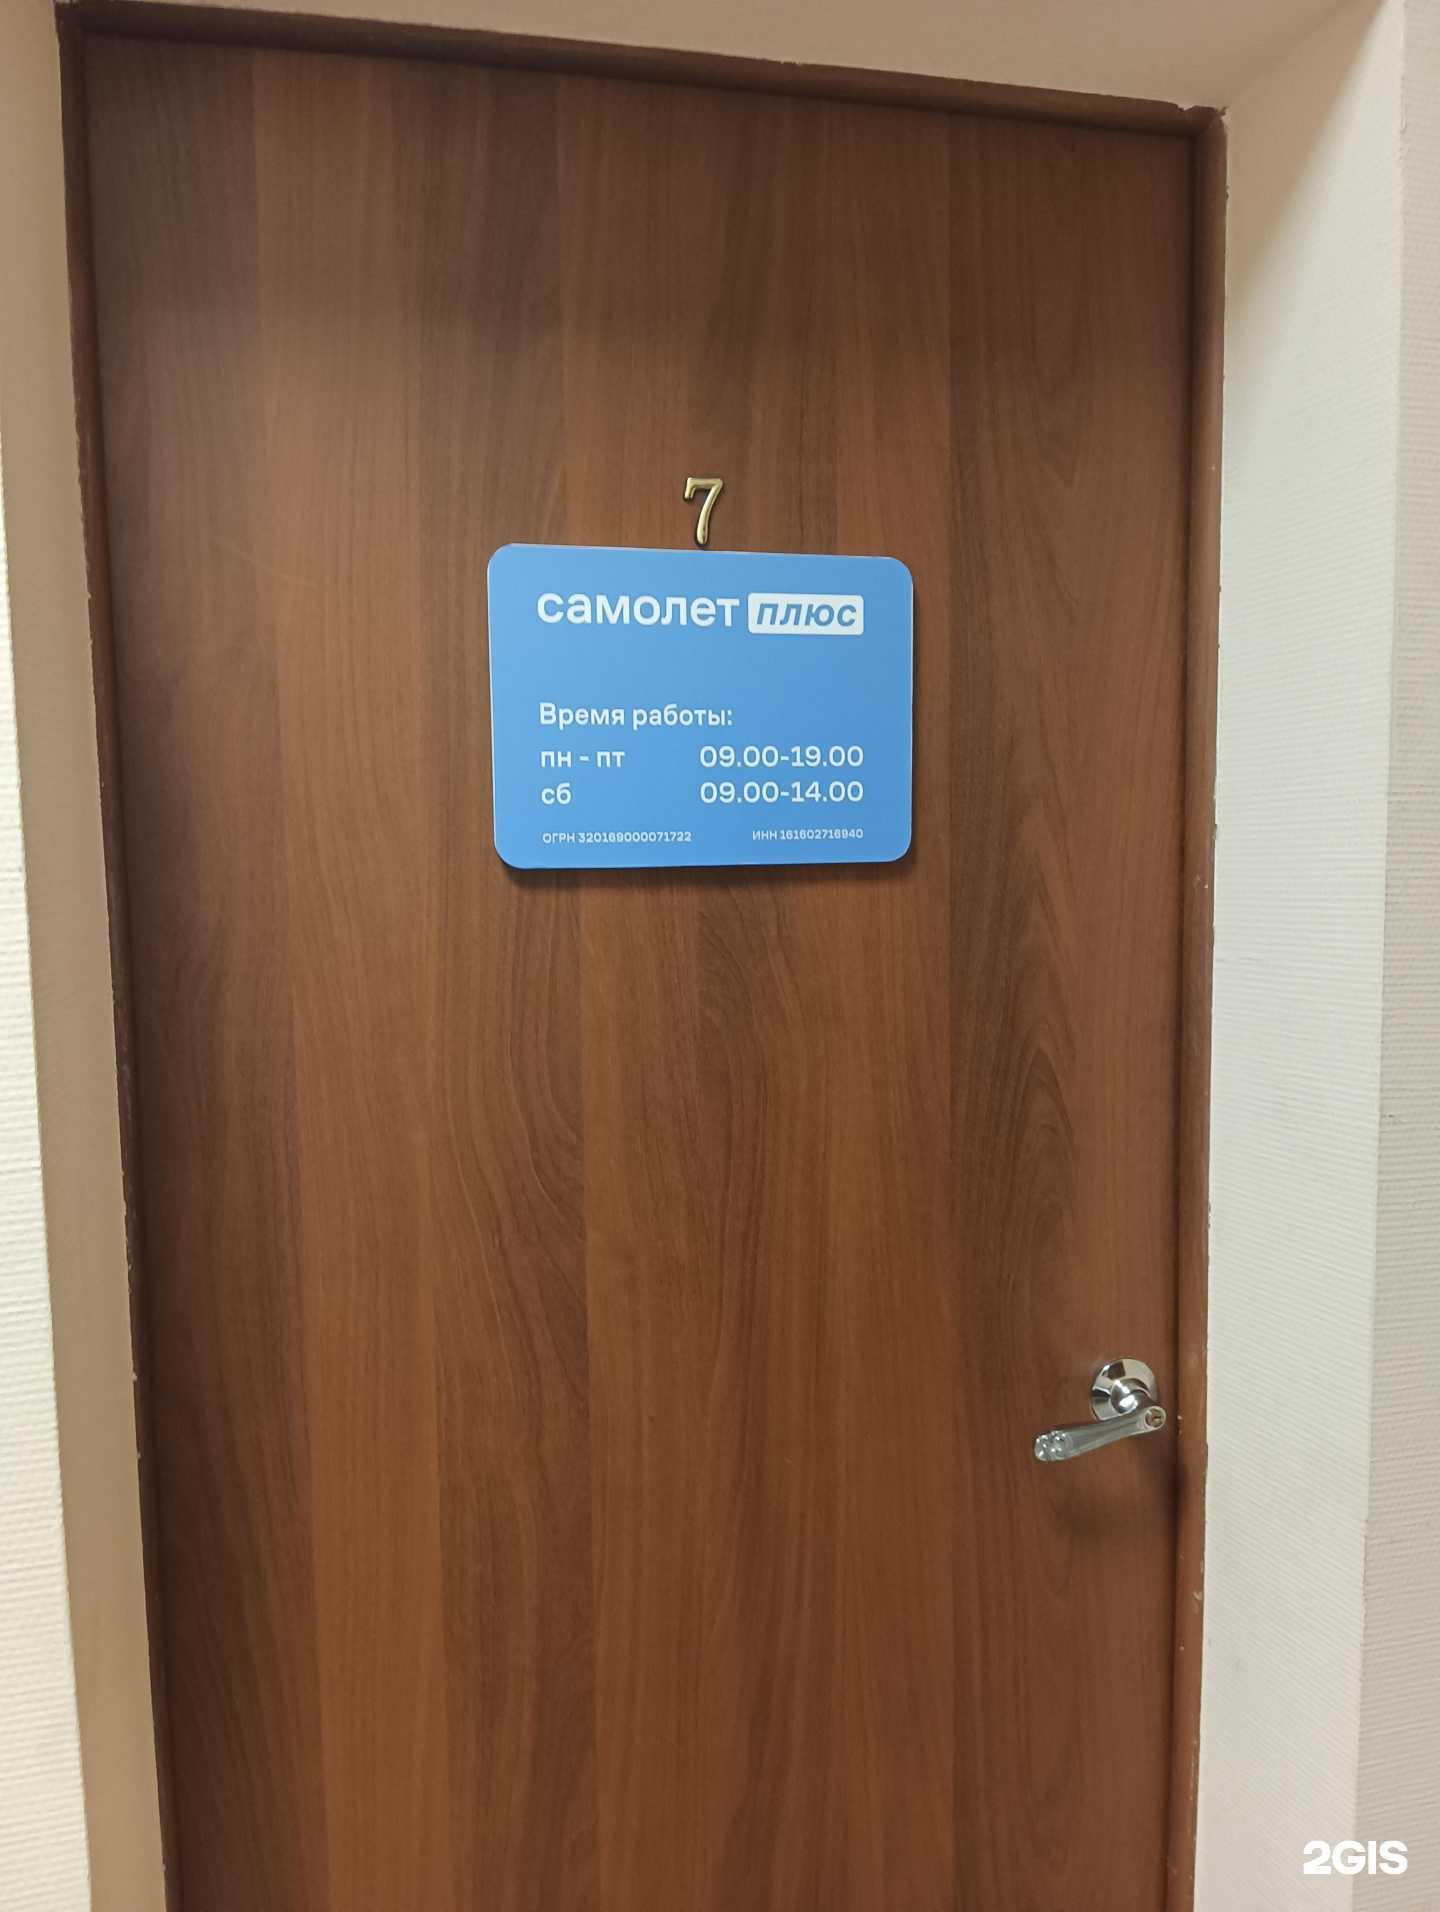 7
самолет плюс
Время работы:
пн - пт 09.00-19.00
сб 09.00-14.00
ОГРН 320169000071722 ИНН 161602716940
2GIS